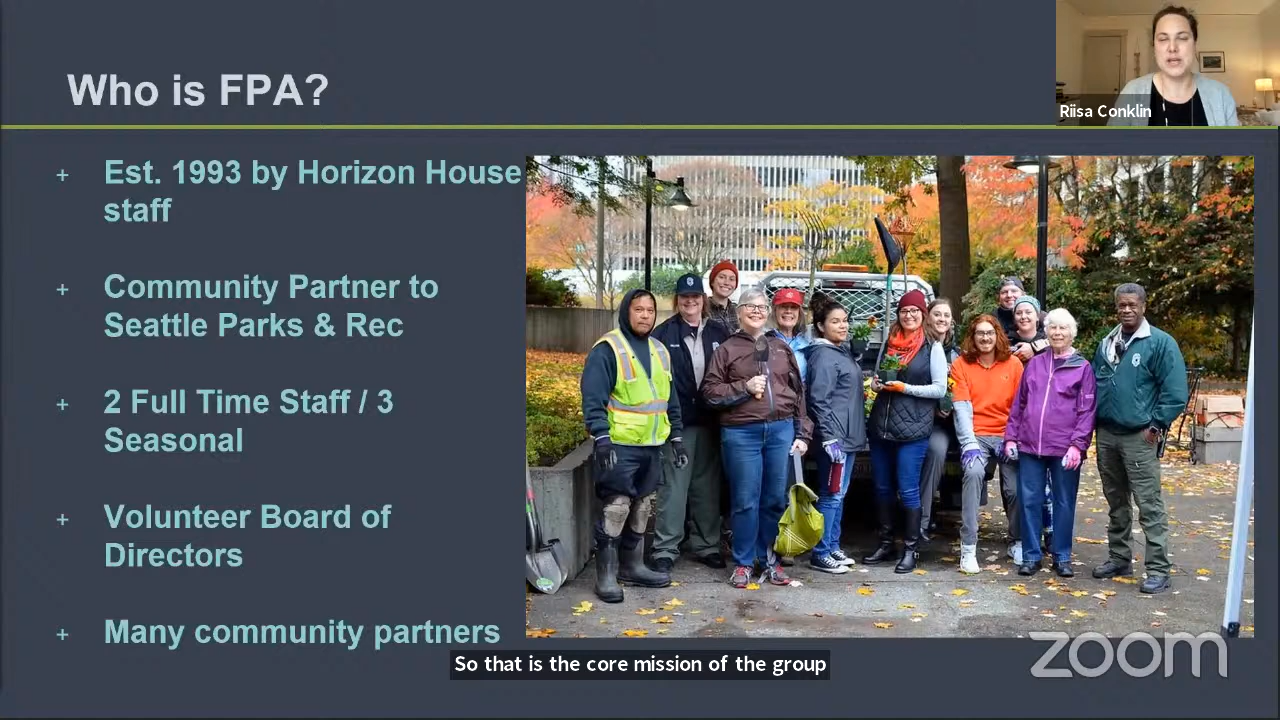 Who is FPA?
Riisa Conklin
+ Est. 1993 by Horizon House
staff
+ Community Partner to
Seattle Parks & Rec
+ 2 Full Time Staff / 3
Seasonal
+ Volunteer Board of
Directors
+ Many community partners
zoom
So that is the core mission of the group